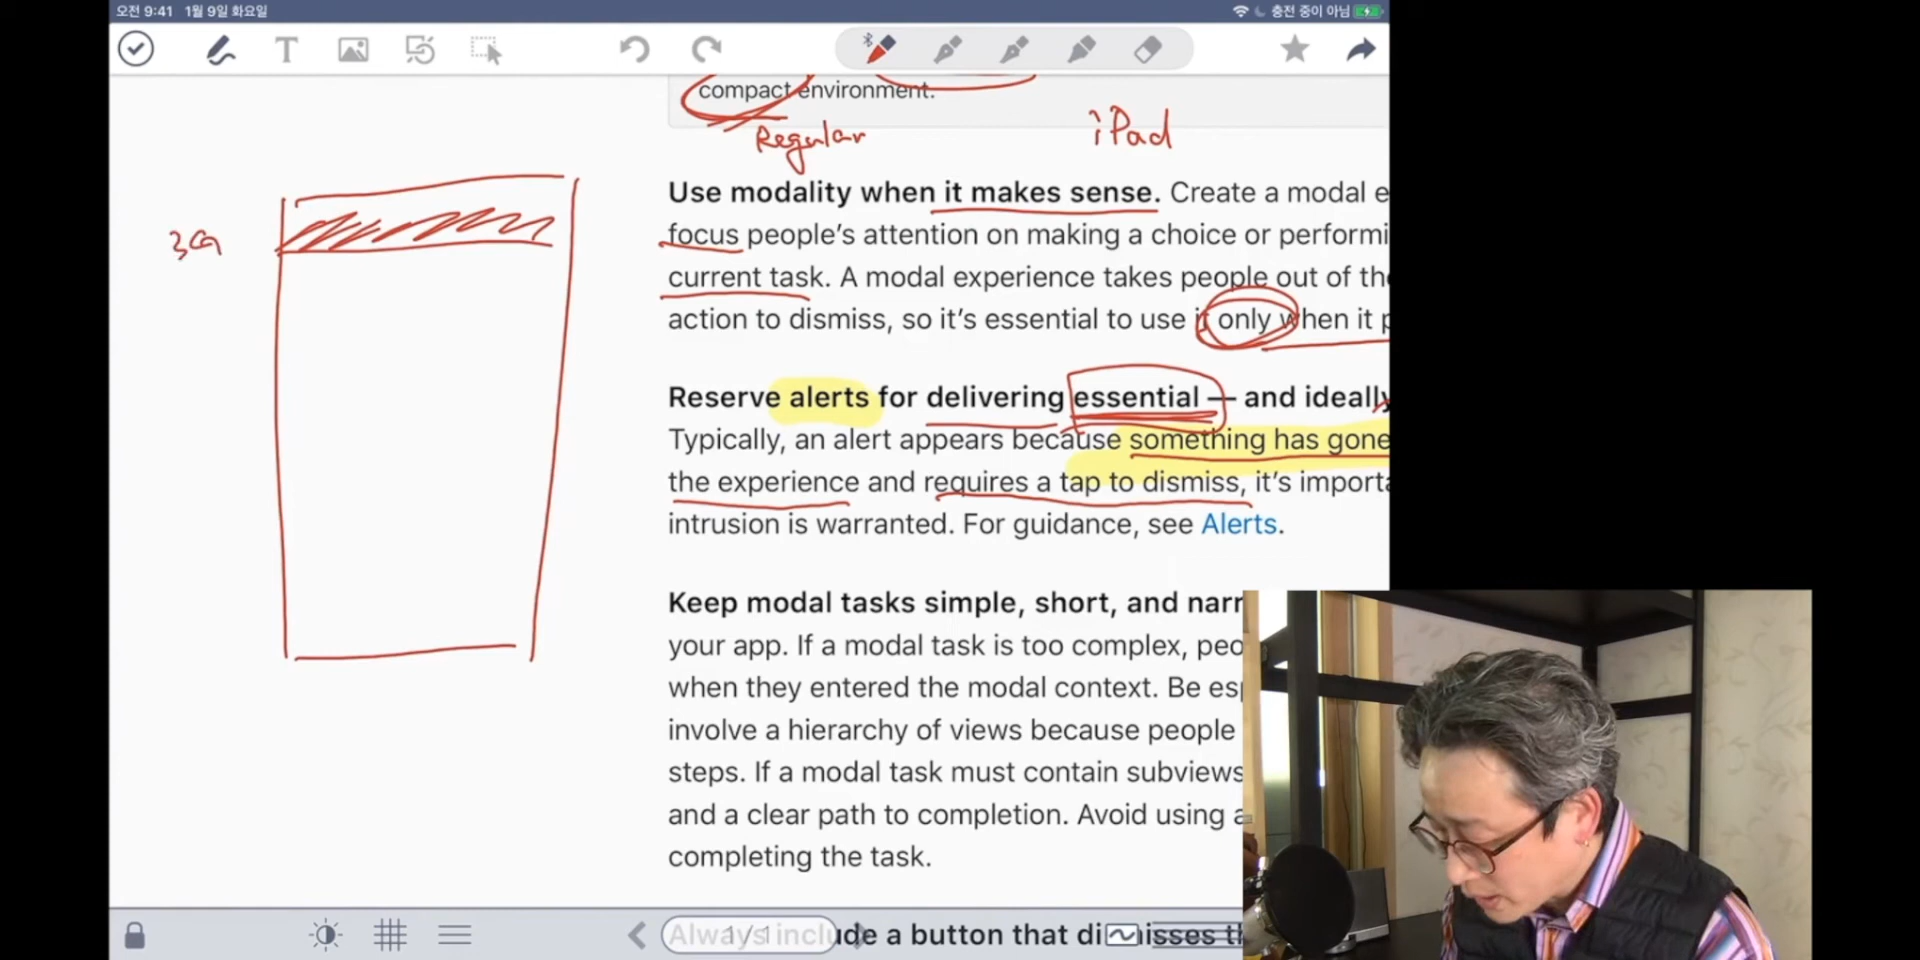 오전 9:41 1월 9일 화요일
충전 중이 아님
T
compact environment.
Regular
iPad
Use modality when it makes sense. Create a modal e
3G
focus people's attention on making a choice or performi
current task. A modal experience takes people out of the
action to dismiss, so it's essential to use it only when it p
Reserve alerts for delivering essential — and ideally
Typically, an alert appears because something has gone
the experience and requires a tap to dismiss, it's importa
intrusion is warranted. For guidance, see Alerts.
Keep modal tasks simple, short, and narr
your app. If a modal task is too complex, peo
when they entered the modal context. Be esp
involve a hierarchy of views because people
steps. If a modal task must contain subviews
and a clear path to completion. Avoid using a
completing the task.
1 / 1
Always include a button that dismisses t